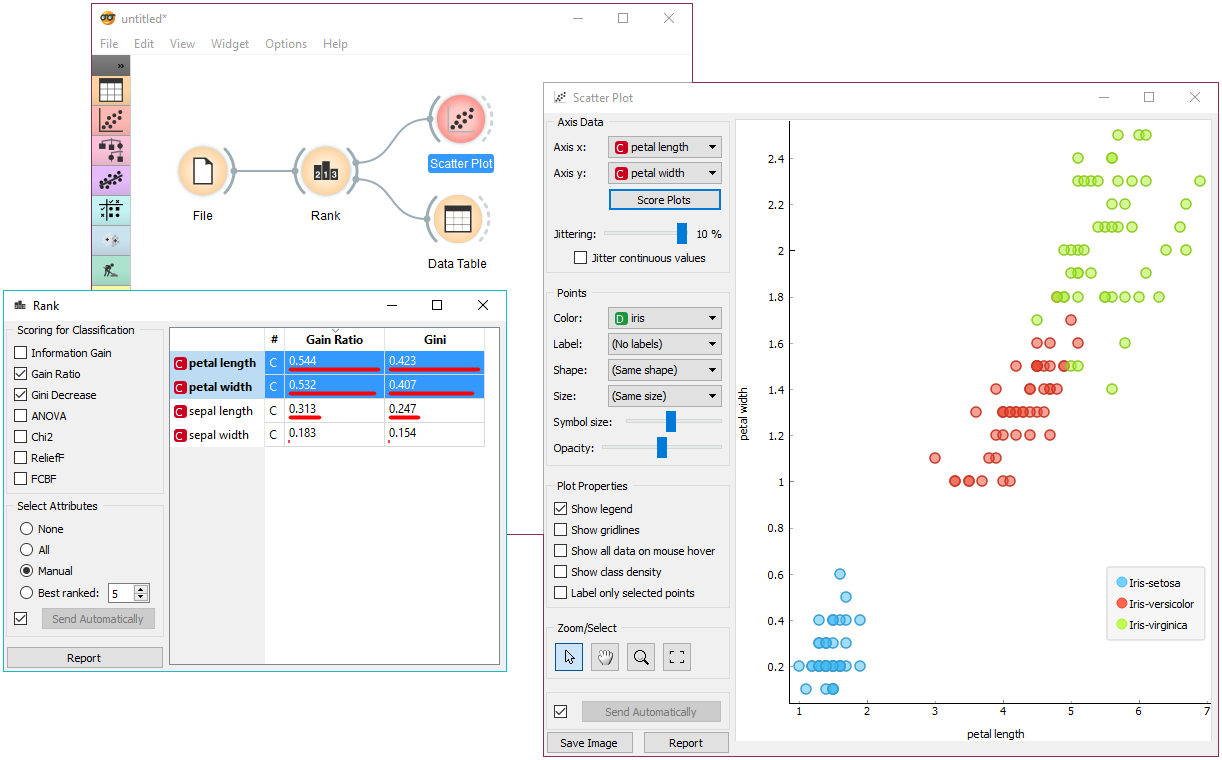 untitled*
File Edit View Widget Options Help
»
File
Rank
213
Scatter Plot
Data Table
Rank
Scoring for Classification
Information Gain
Gain Ratio
Gini Decrease
ANOVA
Chi2
ReliefF
FCBF
Select Attributes
None
All
Manual
Best ranked: 5
Send Automatically
Report
# Gain Ratio Gini
C petal length C 0.544 0.423
C petal width C 0.532 0.407
C sepal length C 0.313 0.247
C sepal width C 0.183 0.154
Scatter Plot
Axis Data
Axis x: C petal length
Axis y: C petal width
Score Plots
Jittering: 10 %
Jitter continuous values
Points
Color: D iris
Label: (No labels)
Shape: (Same shape)
Size: (Same size)
Symbol size:
Opacity:
Plot Properties
Show legend
Show gridlines
Show all data on mouse hover
Show class density
Label only selected points
Zoom/Select
Send Automatically
Save Image Report
petal width
2.4
2.2
2
1.8
1.6
1.4
1.2
1
0.8
0.6
0.4
0.2
1 2 3 4 5 6 7
petal length
Iris-setosa
Iris-versicolor
Iris-virginica